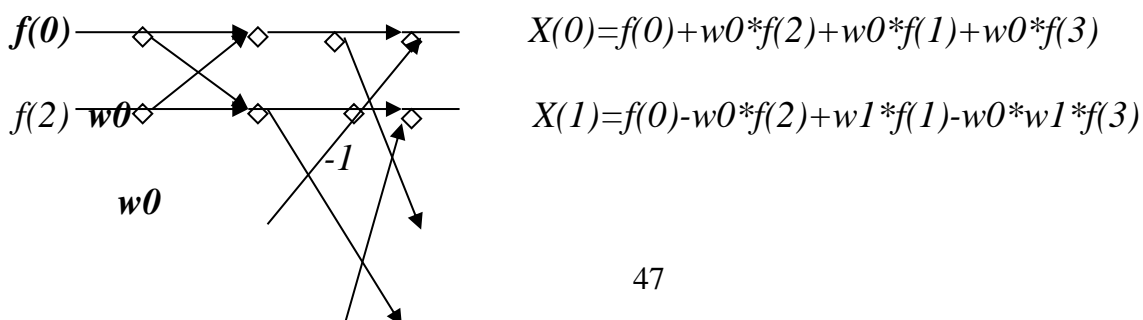 f(0) X(0)=f(0)+w0*f(2)+w0*f(1)+w0*f(3)
f(2) w0 X(1)=f(0)-w0*f(2)+w1*f(1)-w0*w1*f(3)
-1
w0
47